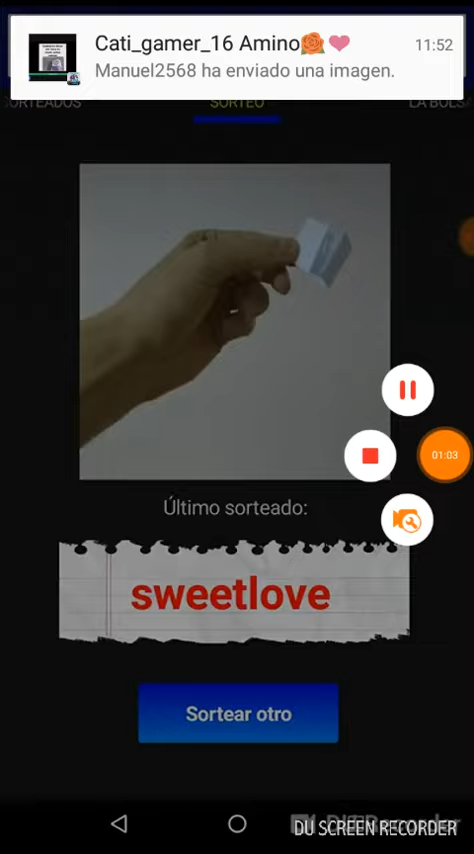 Cati_gamer_16 Amino🌹❤ 11:52
Manuel2568 ha enviado una imagen.
SORTEADOS SORTEO LA BOLS
01:03
Último sorteado:
sweetlove
Sortear otro
DU SCREEN RECORDER